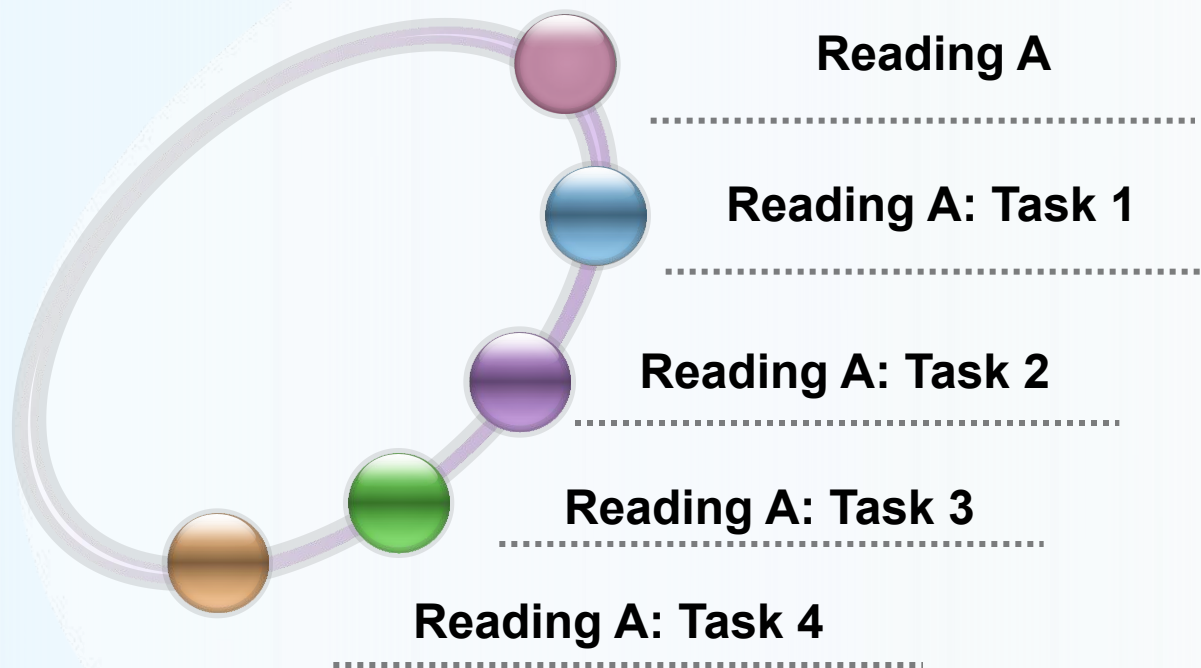 Reading A
Reading A: Task 1
Reading A: Task 2
Reading A: Task 3
Reading A: Task 4